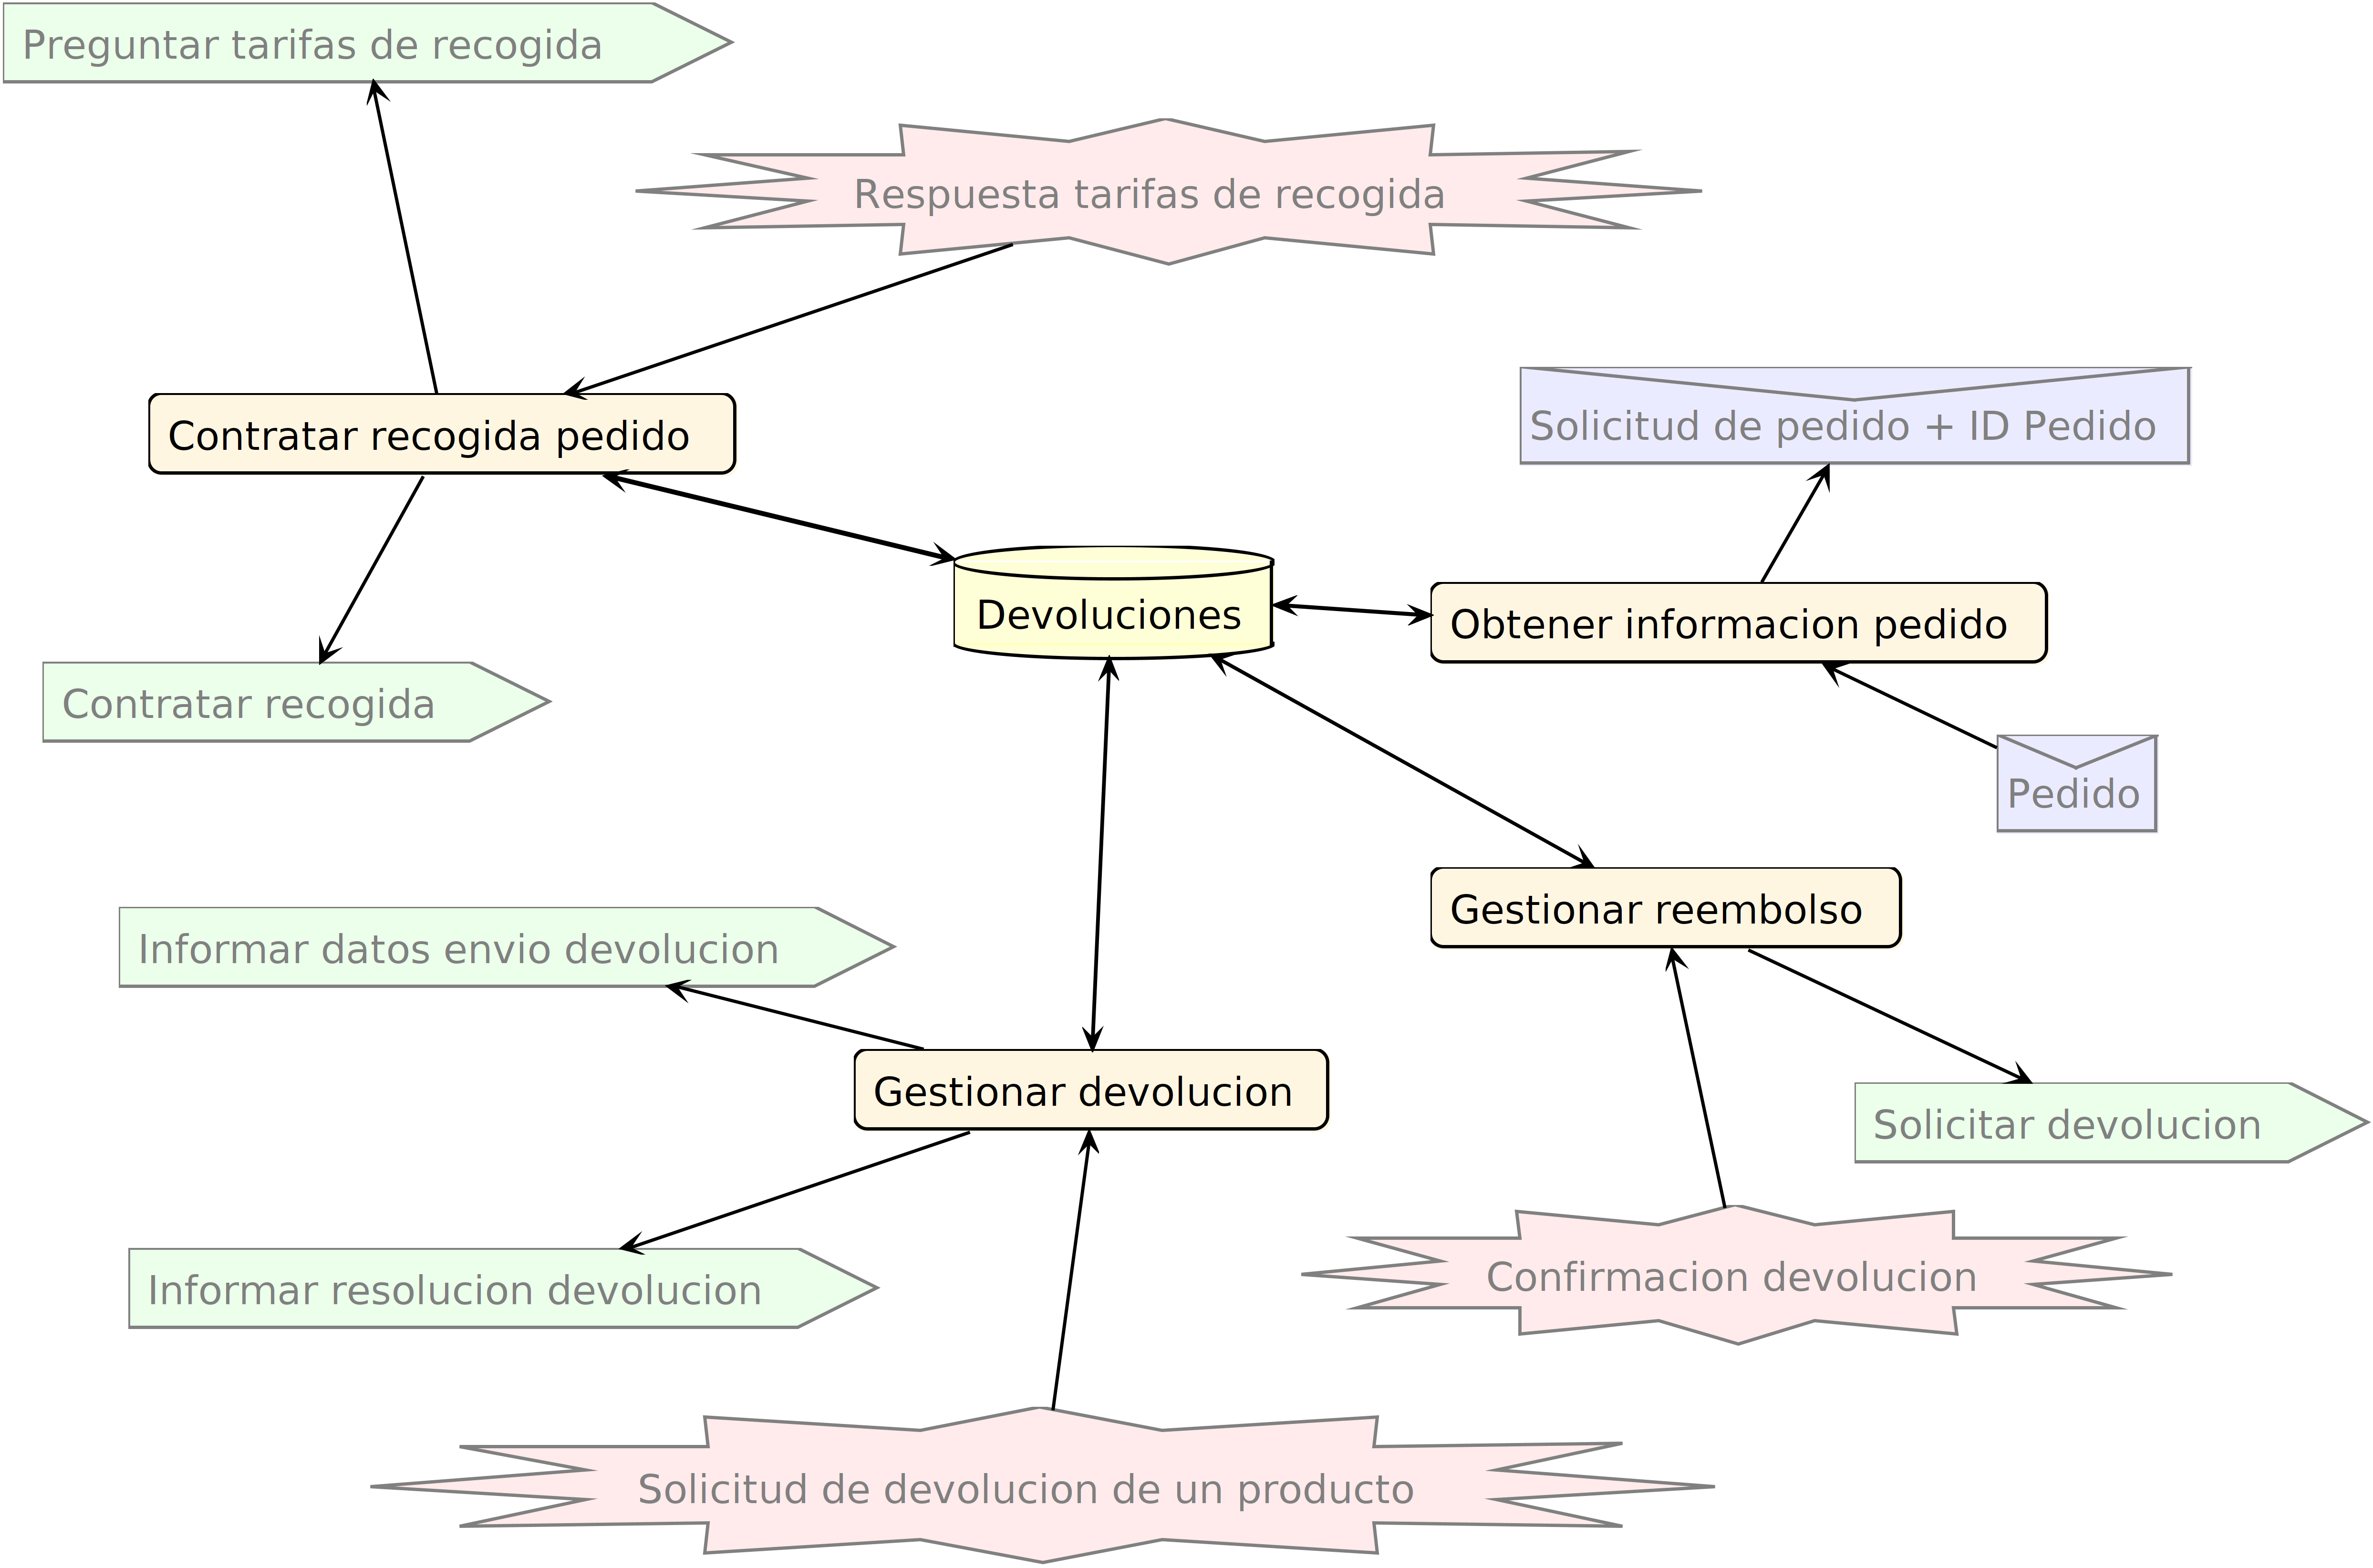 Preguntar tarifas de recogida
Respuesta tarifas de recogida
Contratar recogida pedido
Solicitud de pedido + ID Pedido
Devoluciones
Obtener informacion pedido
Contratar recogida
Pedido
Gestionar reembolso
Informar datos envio devolucion
Gestionar devolucion
Solicitar devolucion
Informar resolucion devolucion
Confirmacion devolucion
Solicitud de devolucion de un producto